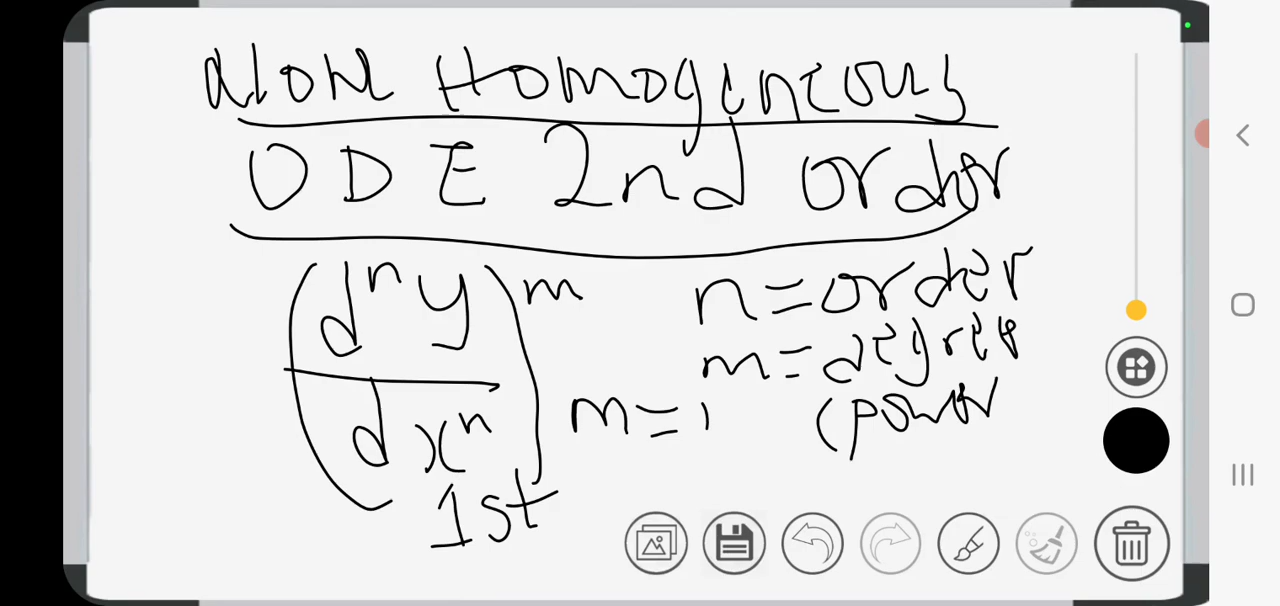 NON Homogeneous
ODE 2nd order
(d^n y / dx^n)^m
n = order
m = degree
(power
m = 1
1st